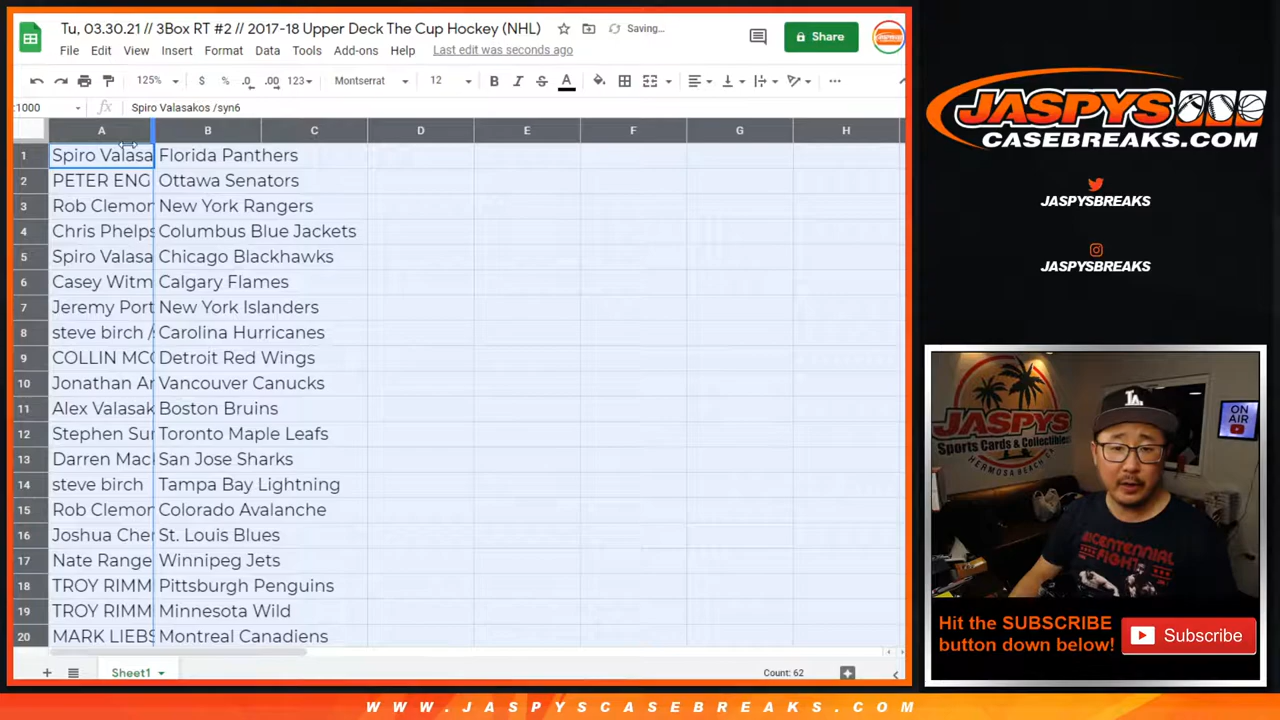 Tu, 03.30.21 // 3Box RT #2 // 2017-18 Upper Deck The Cup Hockey (NHL)
Saving...
File Edit View Insert Format Data Tools Add-ons Help Last edit was seconds ago
Share
125% $ % .0 .00 123 Montserrat 12 B I S A
:1000 fx Spiro Valasakos /syn6
A B C D E F G H
1 Spiro Valasa Florida Panthers
2 PETER ENG Ottawa Senators
3 Rob Clemor New York Rangers
4 Chris Phelps Columbus Blue Jackets
5 Spiro Valasa Chicago Blackhawks
6 Casey Witm Calgary Flames
7 Jeremy Port New York Islanders
8 steve birch / Carolina Hurricanes
9 COLLIN MCC Detroit Red Wings
10 Jonathan Ar Vancouver Canucks
11 Alex Valasak Boston Bruins
12 Stephen Sur Toronto Maple Leafs
13 Darren Mac San Jose Sharks
14 steve birch Tampa Bay Lightning
15 Rob Clemor Colorado Avalanche
16 Joshua Cher St. Louis Blues
17 Nate Range Winnipeg Jets
18 TROY RIMM Pittsburgh Penguins
19 TROY RIMM Minnesota Wild
20 MARK LIEBS Montreal Canadiens
Sheet1
Count: 62
JASPYS
CASEBREAKS.COM
JASPYSBREAKS
JASPYSBREAKS
JASPYS
Sports Cards & Collectibles
HERMOSA BEACH
LA
ON
AIR
BICENTENNIAL
FIGHT
Hit the SUBSCRIBE
button down below!
Subscribe
WWW.JASPYSCASEBREAKS.COM